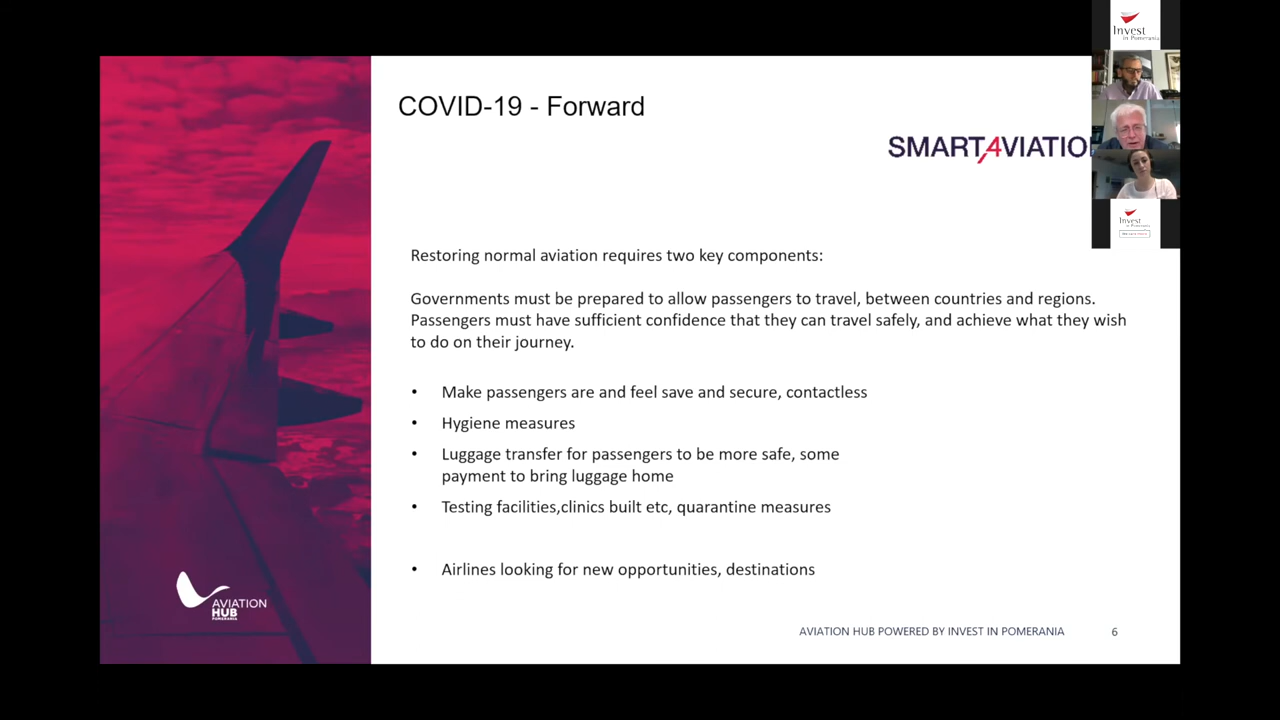 COVID-19 - Forward
Invest
in Pomerania
SMART4VIATIO
Invest
in Pomerania
Restoring normal aviation requires two key components:
Governments must be prepared to allow passengers to travel, between countries and regions.
Passengers must have sufficient confidence that they can travel safely, and achieve what they wish
to do on their journey.
• Make passengers are and feel save and secure, contactless
• Hygiene measures
• Luggage transfer for passengers to be more safe, some
payment to bring luggage home
• Testing facilities,clinics built etc, quarantine measures
• Airlines looking for new opportunities, destinations
AVIATION
HUB
POMERANIA
AVIATION HUB POWERED BY INVEST IN POMERANIA
6